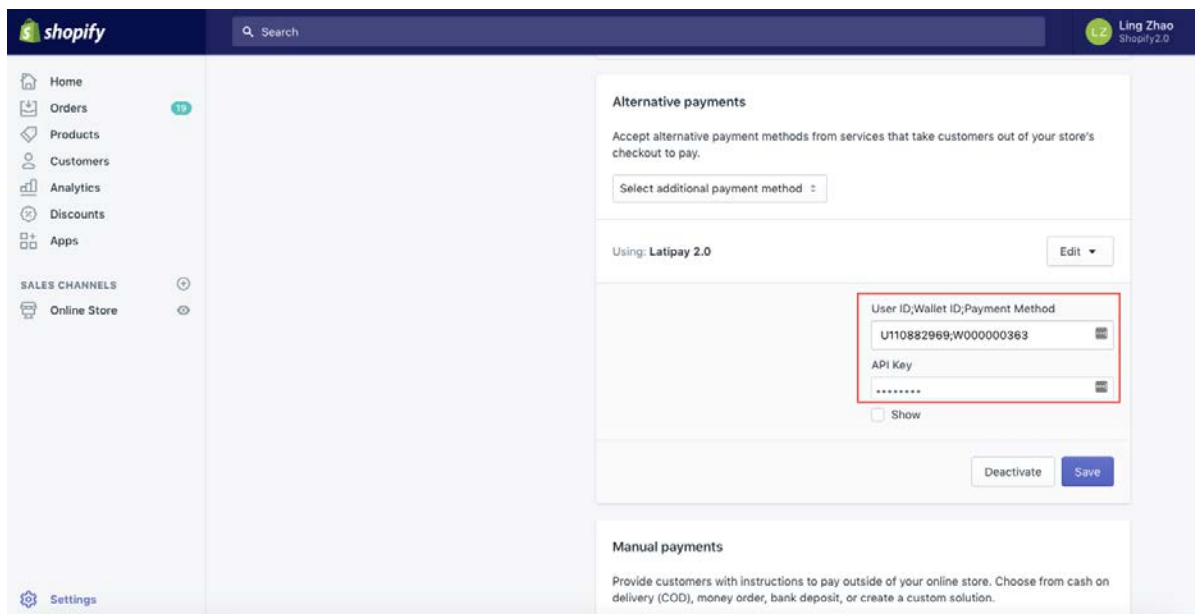 shopify
Search
LZ
Ling Zhao
Shopify2.0
Home
Orders
19
Products
Customers
Analytics
Discounts
Apps
SALES CHANNELS
Online Store
Settings
Alternative payments
Accept alternative payment methods from services that take customers out of your store's
checkout to pay.
Select additional payment method
Using: Latipay 2.0
Edit
User ID;Wallet ID;Payment Method
U110882969;W000000363
API Key
••••••••
Show
Deactivate
Save
Manual payments
Provide customers with instructions to pay outside of your online store. Choose from cash on
delivery (COD), money order, bank deposit, or create a custom solution.